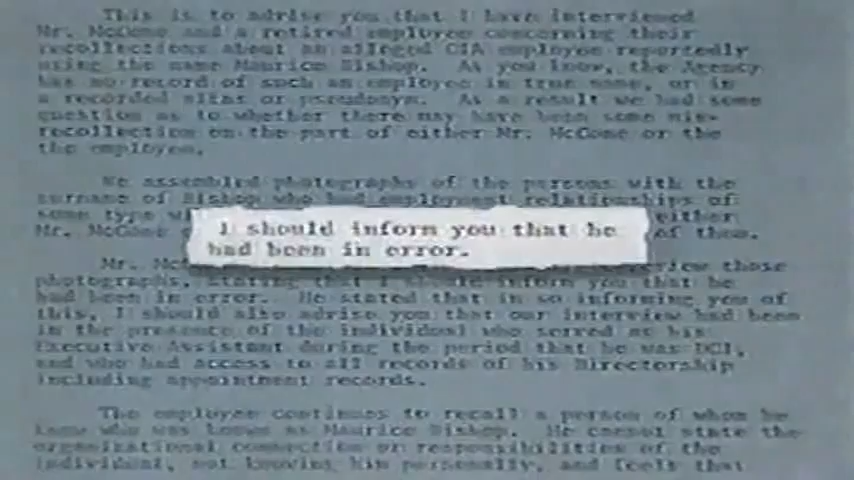 This is to advise you that I have interviewed
Mr. McCone and a retired employee concerning their
recollections about an alleged CIA employee reportedly
using the name Maurice Bishop. As you know, the Agency
has no record of such an employee in true name, or in
a recorded alias or pseudonym. As a result we had some
question as to whether there may have been some mis-
recollection on the part of either Mr. McCone or the
the employee.
We assembled photographs of the persons with the
surname of Bishop who had employment relationships of
some type either
Mr. McCone of them.
I should inform you that he
had been in error.
Mr. those
photographs, stating that I should inform you that he
had been in error. He stated that in so informing you of
this, I should also advise you that our interview had been
in the presence of the individual who served as his
Executive Assistant during the period that he was DCI,
and who had access to all records of his Directorship
including appointment records.
The employee continues to recall a person of whom he
knew who was known as Maurice Bishop. He cannot state the
organizational connection or responsibilities of the
individual, not knowing him personally, and feels that